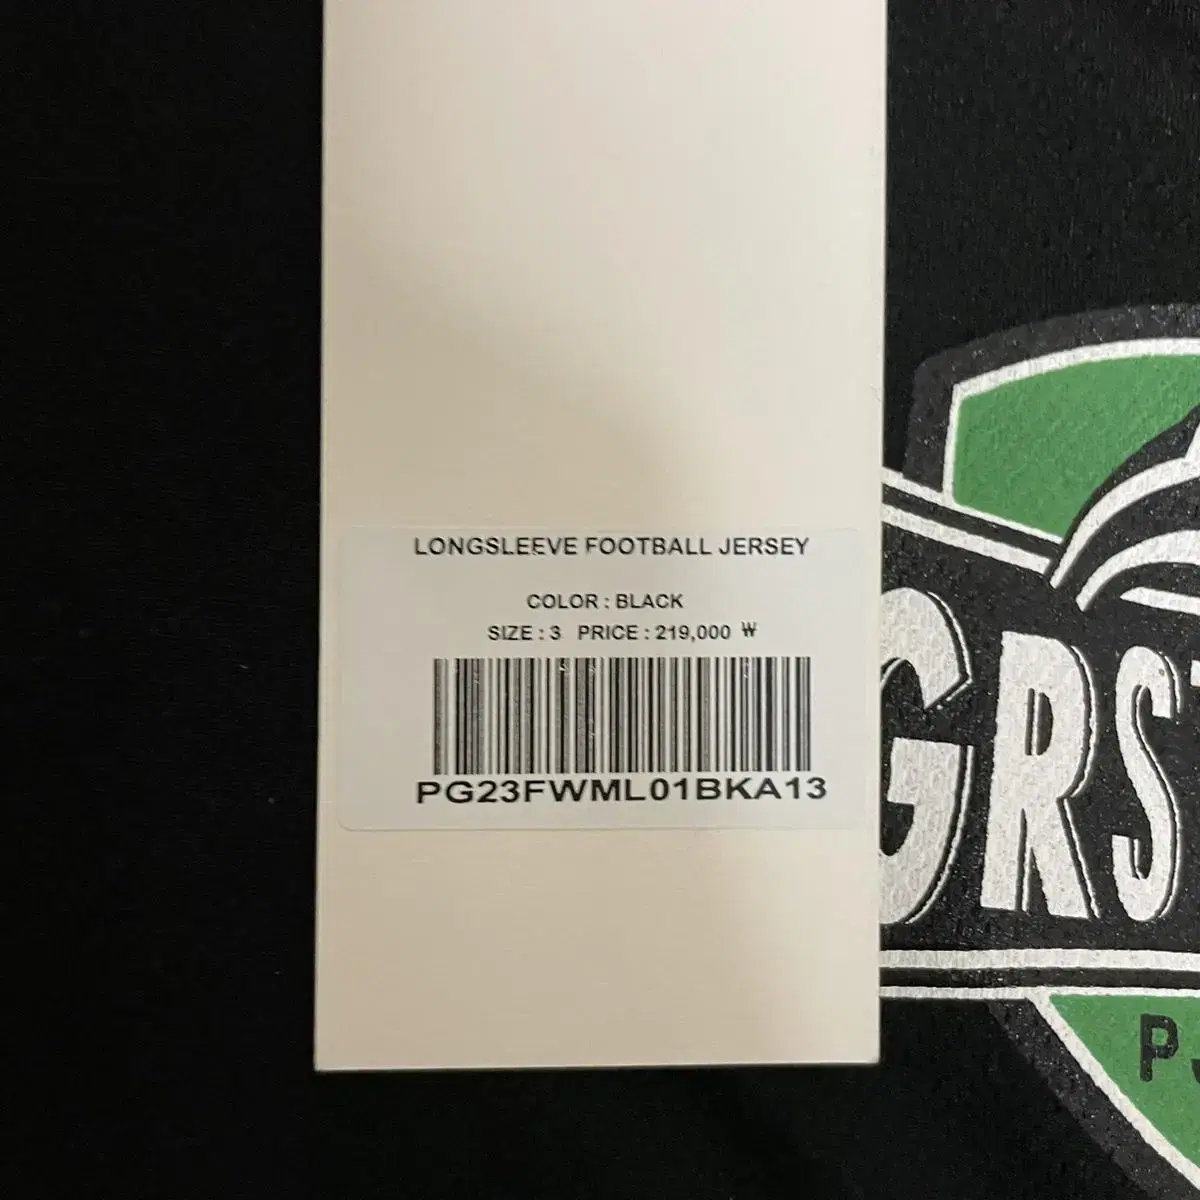 LONGSLEEVE FOOTBALL JERSEY
COLOR : BLACK
SIZE : 3 PRICE : 219,000 ₩
PG23FWML01BKA13
GRS
P